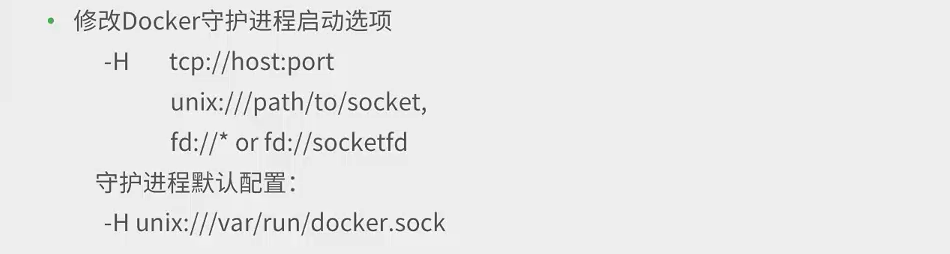 • 修改Docker守护进程启动选项
-H tcp://host:port
unix:///path/to/socket,
fd://* or fd://socketfd
守护进程默认配置：
-H unix:///var/run/docker.sock